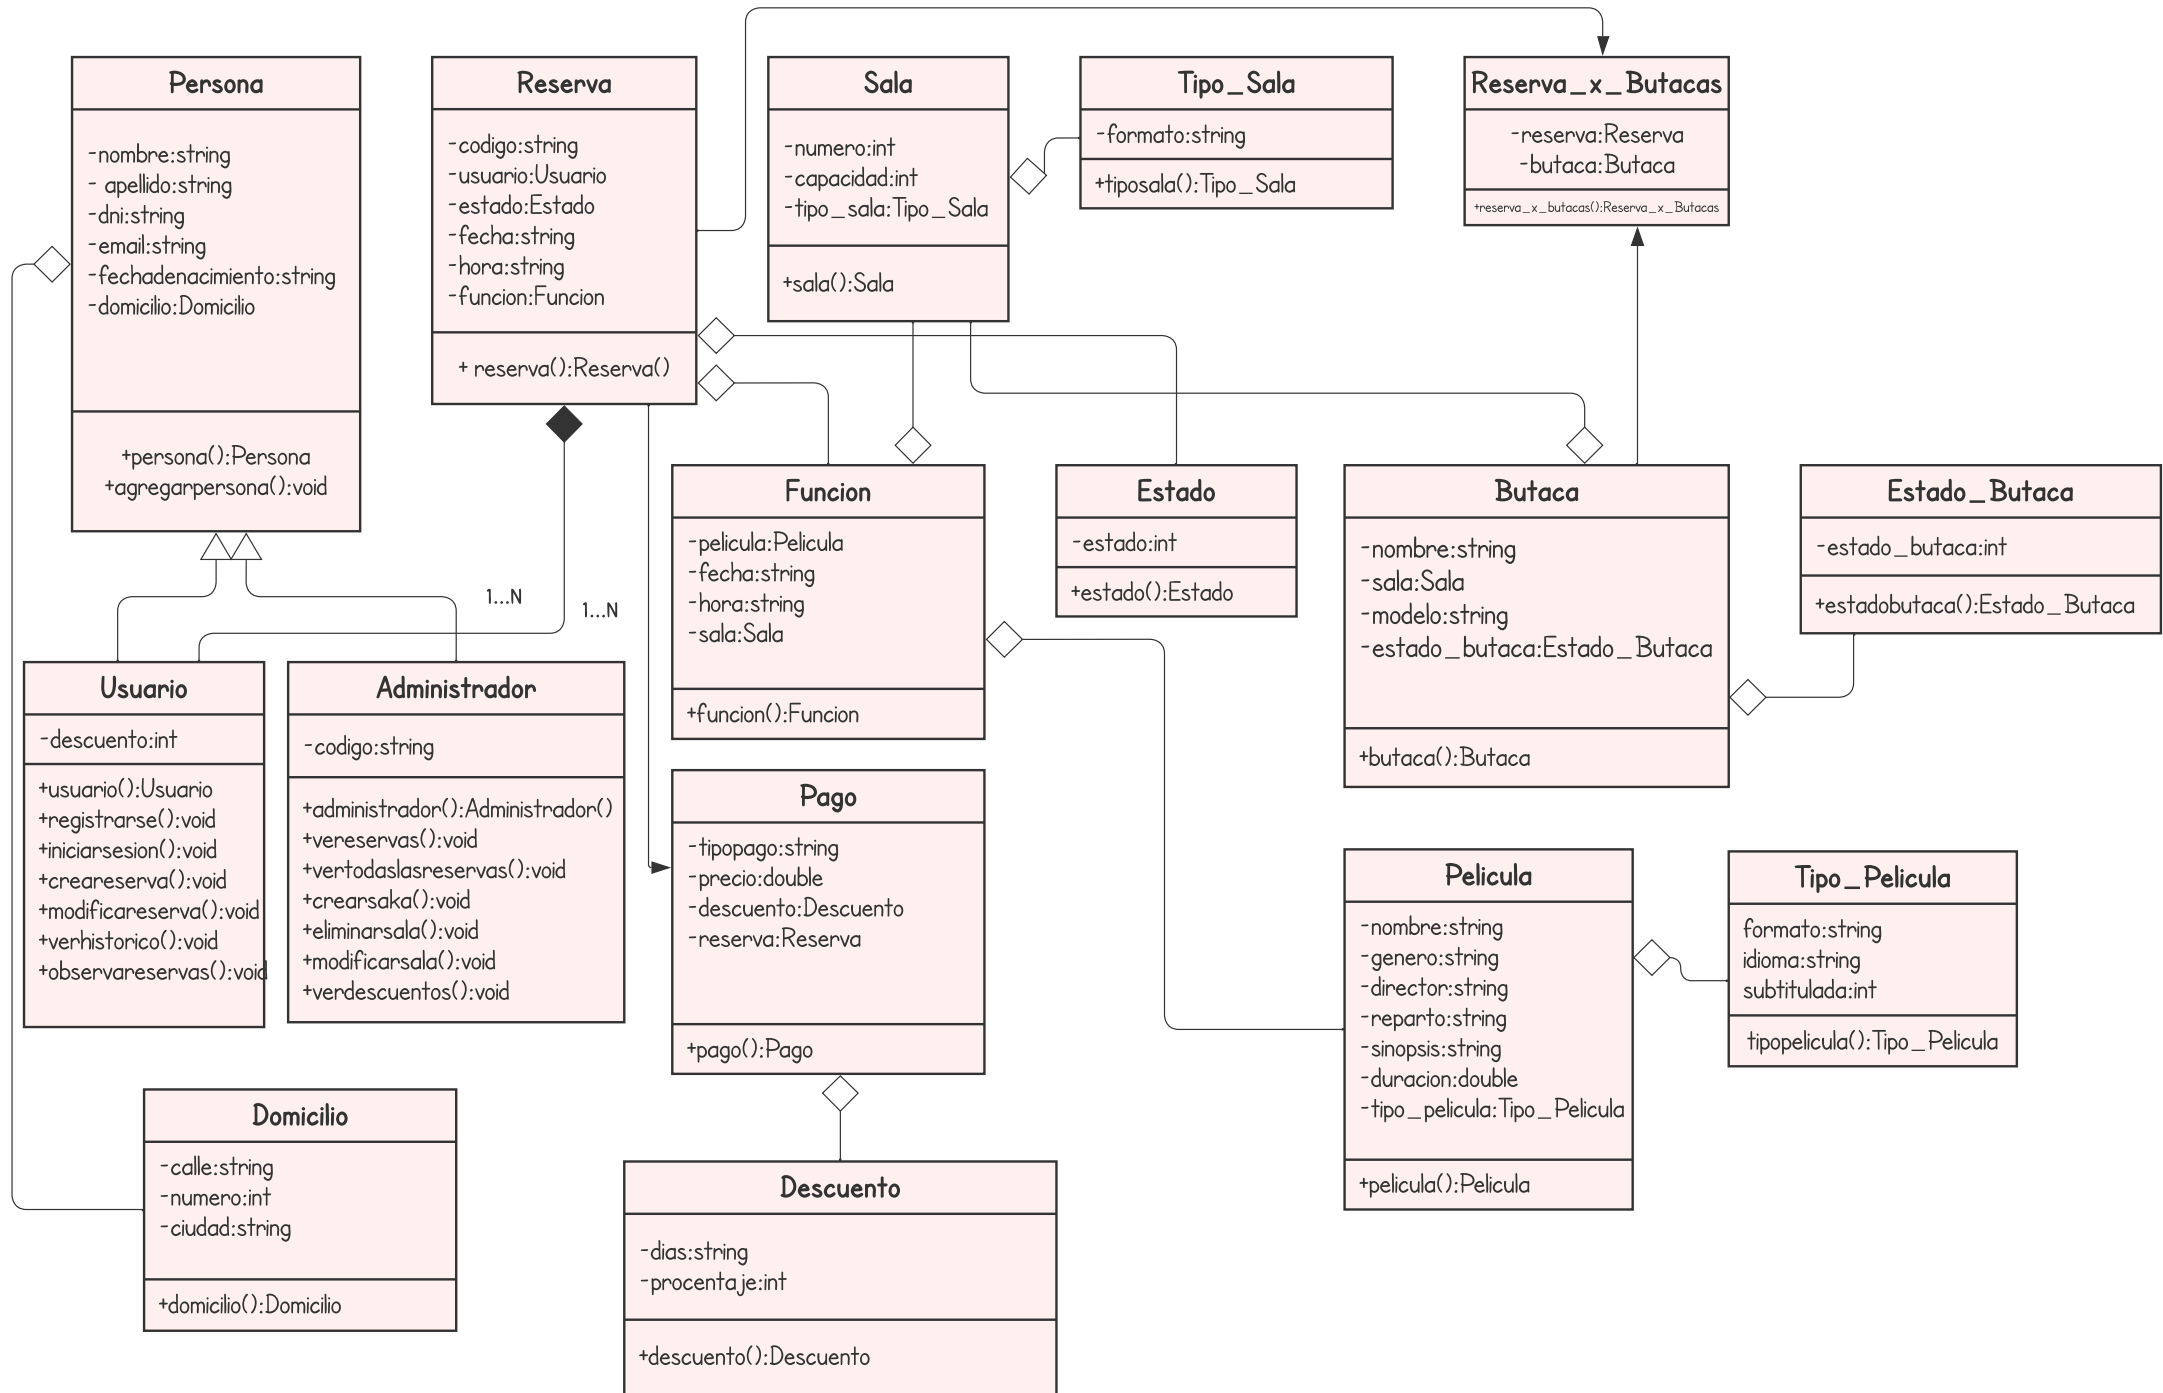 Persona
-nombre:string
- apellido:string
-dni:string
-email:string
-fechadenacimiento:string
-domicilio:Domicilio
+persona():Persona
+agregarpersona():void
Reserva
-codigo:string
-usuario:Usuario
-estado:Estado
-fecha:string
-hora:string
-funcion:Funcion
+ reserva():Reserva()
Sala
-numero:int
-capacidad:int
-tipo_sala:Tipo_Sala
+sala():Sala
Tipo_Sala
-formato:string
+tiposala():Tipo_Sala
Reserva_x_Butacas
-reserva:Reserva
-butaca:Butaca
+reserva_x_butacas():Reserva_x_Butacas
Funcion
-pelicula:Pelicula
-fecha:string
-hora:string
-sala:Sala
+funcion():Funcion
Estado
-estado:int
+estado():Estado
Butaca
-nombre:string
-sala:Sala
-modelo:string
-estado_butaca:Estado_Butaca
+butaca():Butaca
Estado_Butaca
-estado_butaca:int
+estadobutaca():Estado_Butaca
1...N
1...N
Usuario
-descuento:int
+usuario():Usuario
+registrarse():void
+iniciarsesion():void
+creareserva():void
+modificareserva():void
+verhistorico():void
+observareservas():void
Administrador
-codigo:string
+administrador():Administrador()
+vereservas():void
+vertodaslasreservas():void
+crearsaka():void
+eliminarsala():void
+modificarsala():void
+verdescuentos():void
Pago
-tipopago:string
-precio:double
-descuento:Descuento
-reserva:Reserva
+pago():Pago
Pelicula
-nombre:string
-genero:string
-director:string
-reparto:string
-sinopsis:string
-duracion:double
-tipo_pelicula:Tipo_Pelicula
+pelicula():Pelicula
Tipo_Pelicula
formato:string
idioma:string
subtitulada:int
tipopelicula():Tipo_Pelicula
Domicilio
-calle:string
-numero:int
-ciudad:string
+domicilio():Domicilio
Descuento
-dias:string
-procentaje:int
+descuento():Descuento